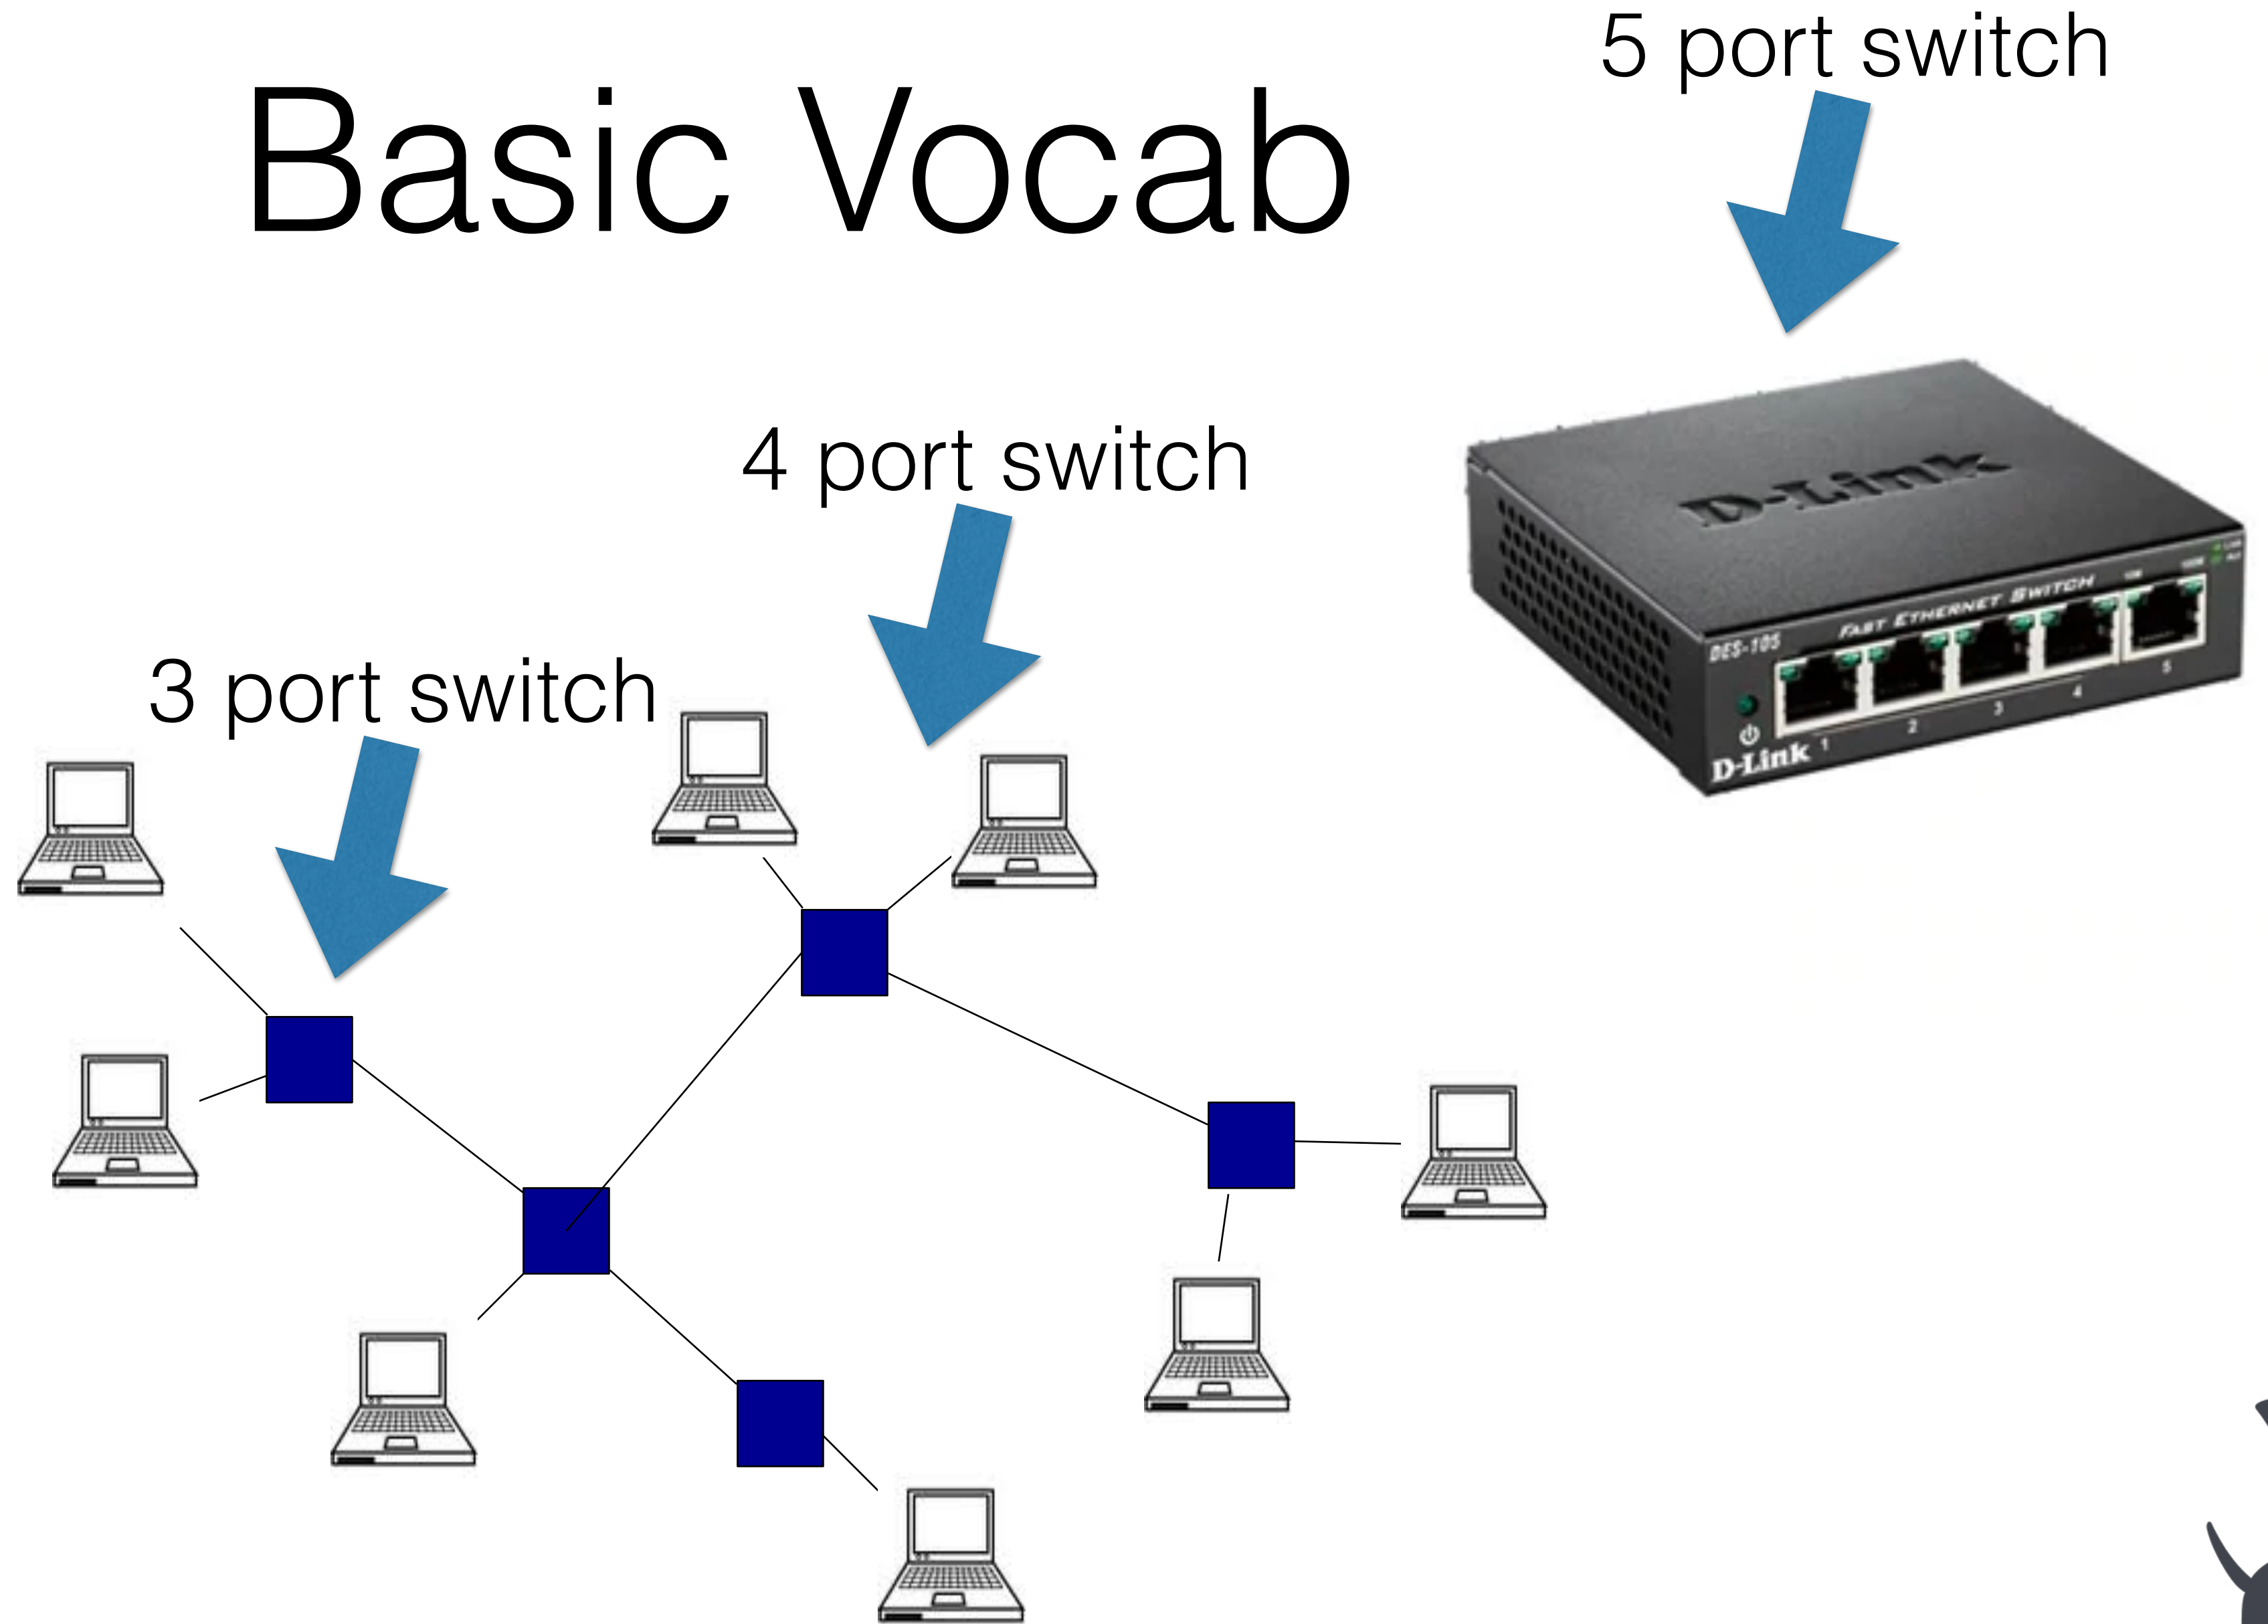 5 port switch
Basic Vocab
4 port switch
3 port switch
D-Link
FAST ETHERNET SWITCH
DES-105
1 2 3 4 5
D-Link